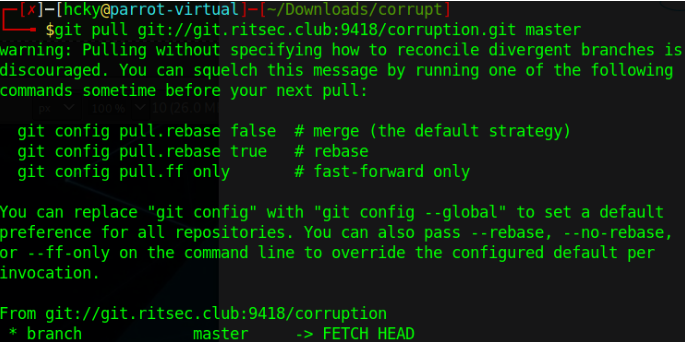 [✗]-[hcky@parrot-virtual]-[~/Downloads/corrupt]
$git pull git://git.ritsec.club:9418/corruption.git master
warning: Pulling without specifying how to reconcile divergent branches is
discouraged. You can squelch this message by running one of the following
commands sometime before your next pull:
git config pull.rebase false  # merge (the default strategy)
git config pull.rebase true   # rebase
git config pull.ff only       # fast-forward only
You can replace "git config" with "git config --global" to set a default
preference for all repositories. You can also pass --rebase, --no-rebase,
or --ff-only on the command line to override the configured default per
invocation.
From git://git.ritsec.club:9418/corruption
* branch            master     -> FETCH_HEAD